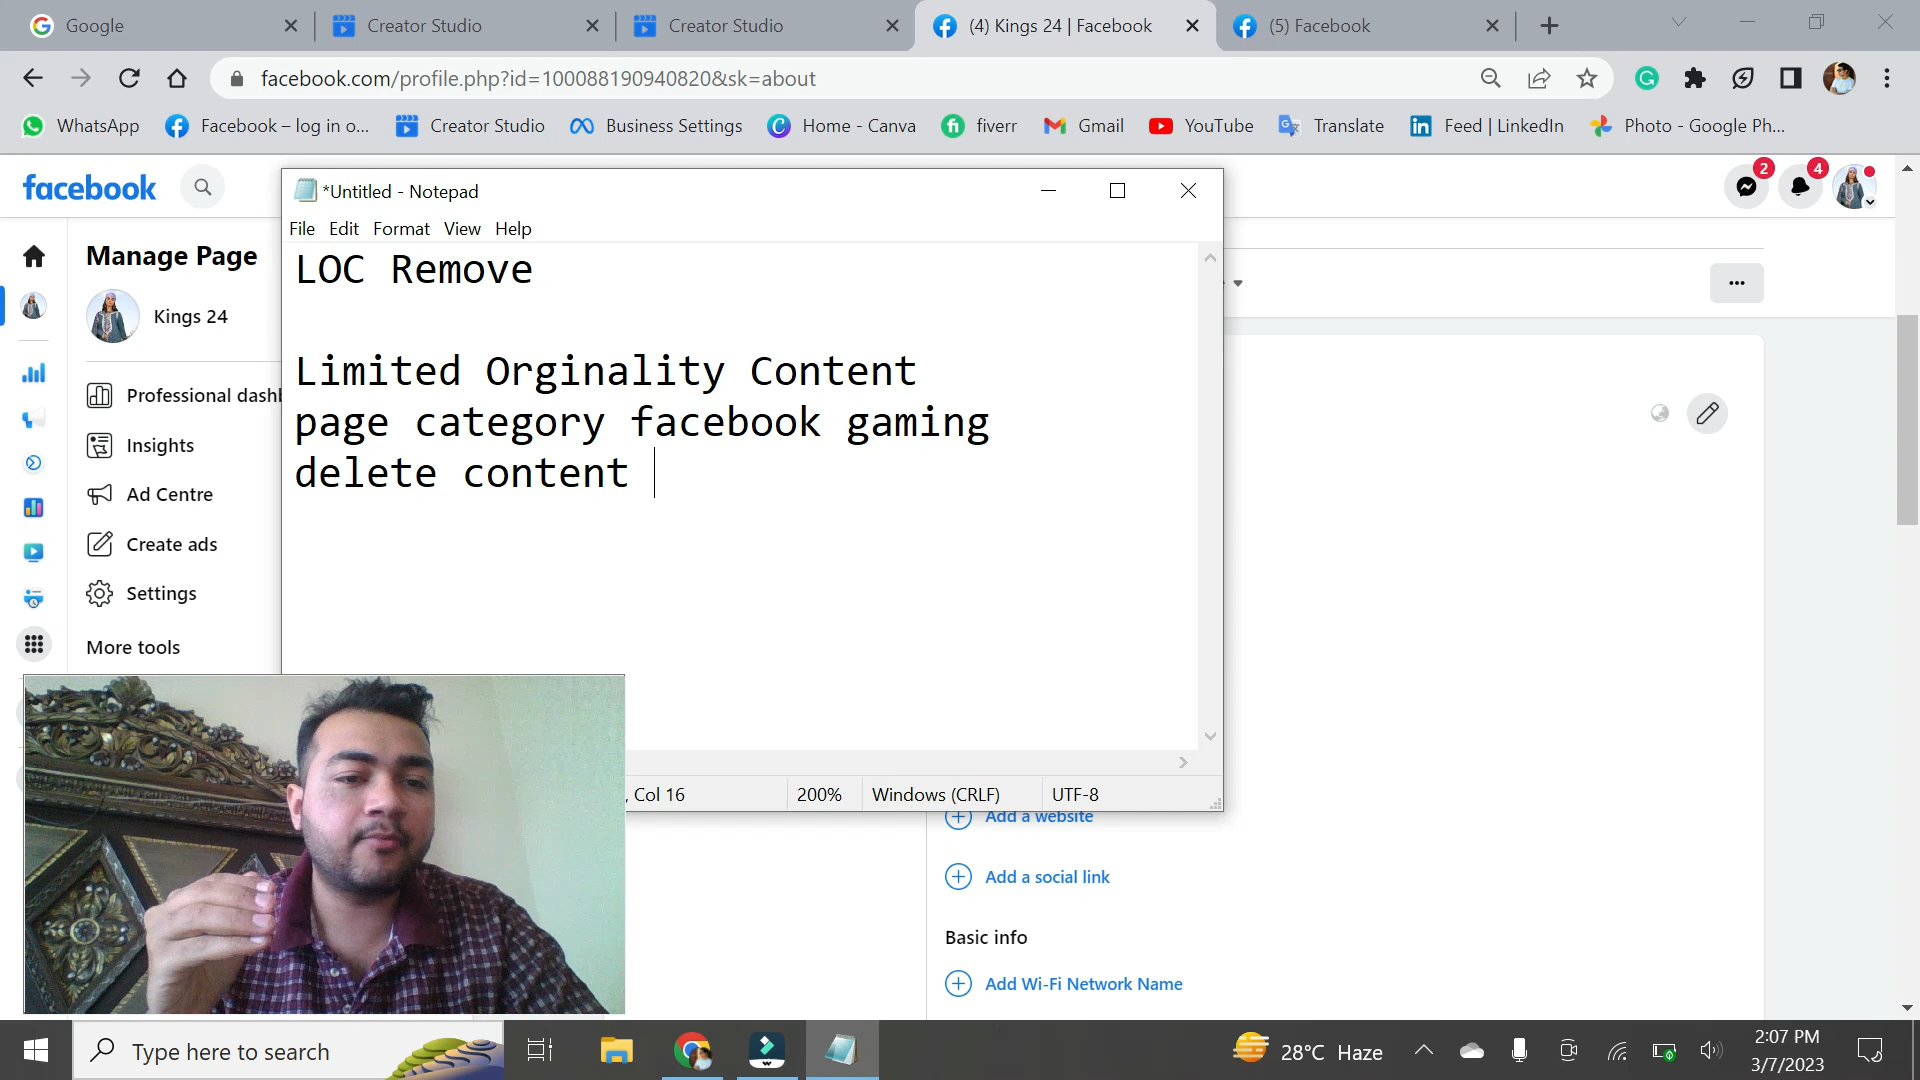 Google
Creator Studio
Creator Studio
(4) Kings 24 | Facebook
(5) Facebook
facebook.com/profile.php?id=100088190940820&sk=about
WhatsApp
Facebook – log in o...
Creator Studio
Business Settings
Home - Canva
fiverr
Gmail
YouTube
Translate
Feed | LinkedIn
Photo - Google Ph...
facebook
2
4
Manage Page
Kings 24
Professional dash
Insights
Ad Centre
Create ads
Settings
More tools
*Untitled - Notepad
File Edit Format View Help
LOC Remove
Limited Orginality Content
page category facebook gaming
delete content
, Col 16
200%
Windows (CRLF)
UTF-8
Add a website
Add a social link
Basic info
Add Wi-Fi Network Name
Type here to search
28°C Haze
2:07 PM
3/7/2023